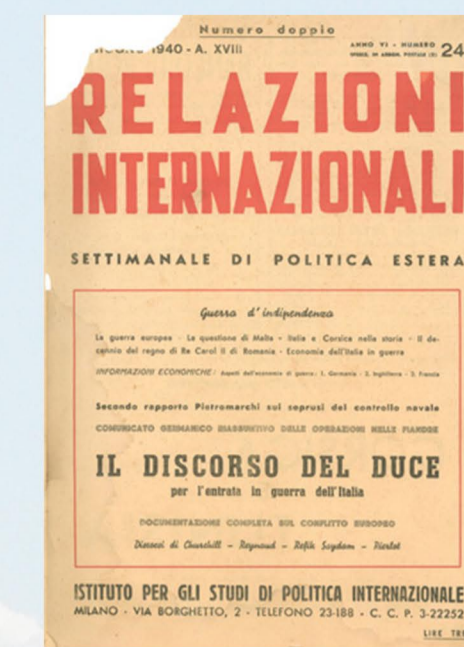 Numero doppio
1940 - A. XVIII
ANNO VI - NUMERO 24
RELAZIONI
INTERNAZIONALI
SETTIMANALE DI POLITICA ESTERA
Guerra d'indipendenza
La guerra europea - La questione di Malta - Italia e Corsica nella storia - Il de-
cennio del regno di Re Carol II di Romania - Economia dell'Italia in guerra
INFORMAZIONI ECONOMICHE: Aspetti dell'economia di guerra: 1. Germania - 2. Inghilterra - 3. Francia
Secondo rapporto Pietromarchi sui soprusi del controllo navale
COMUNICATO GERMANICO RIASSUNTIVO DELLE OPERAZIONI NELLE FIANDRE
IL DISCORSO DEL DUCE
per l'entrata in guerra dell'Italia
DOCUMENTAZIONE COMPLETA SUL CONFLITTO EUROPEO
Discorsi di Churchill - Reynaud - Refik Saydam - Pierlot
ISTITUTO PER GLI STUDI DI POLITICA INTERNAZIONALE
MILANO - VIA BORGHETTO, 2 - TELEFONO 23-188 - C. C. P. 3-22252
LIRE TRE